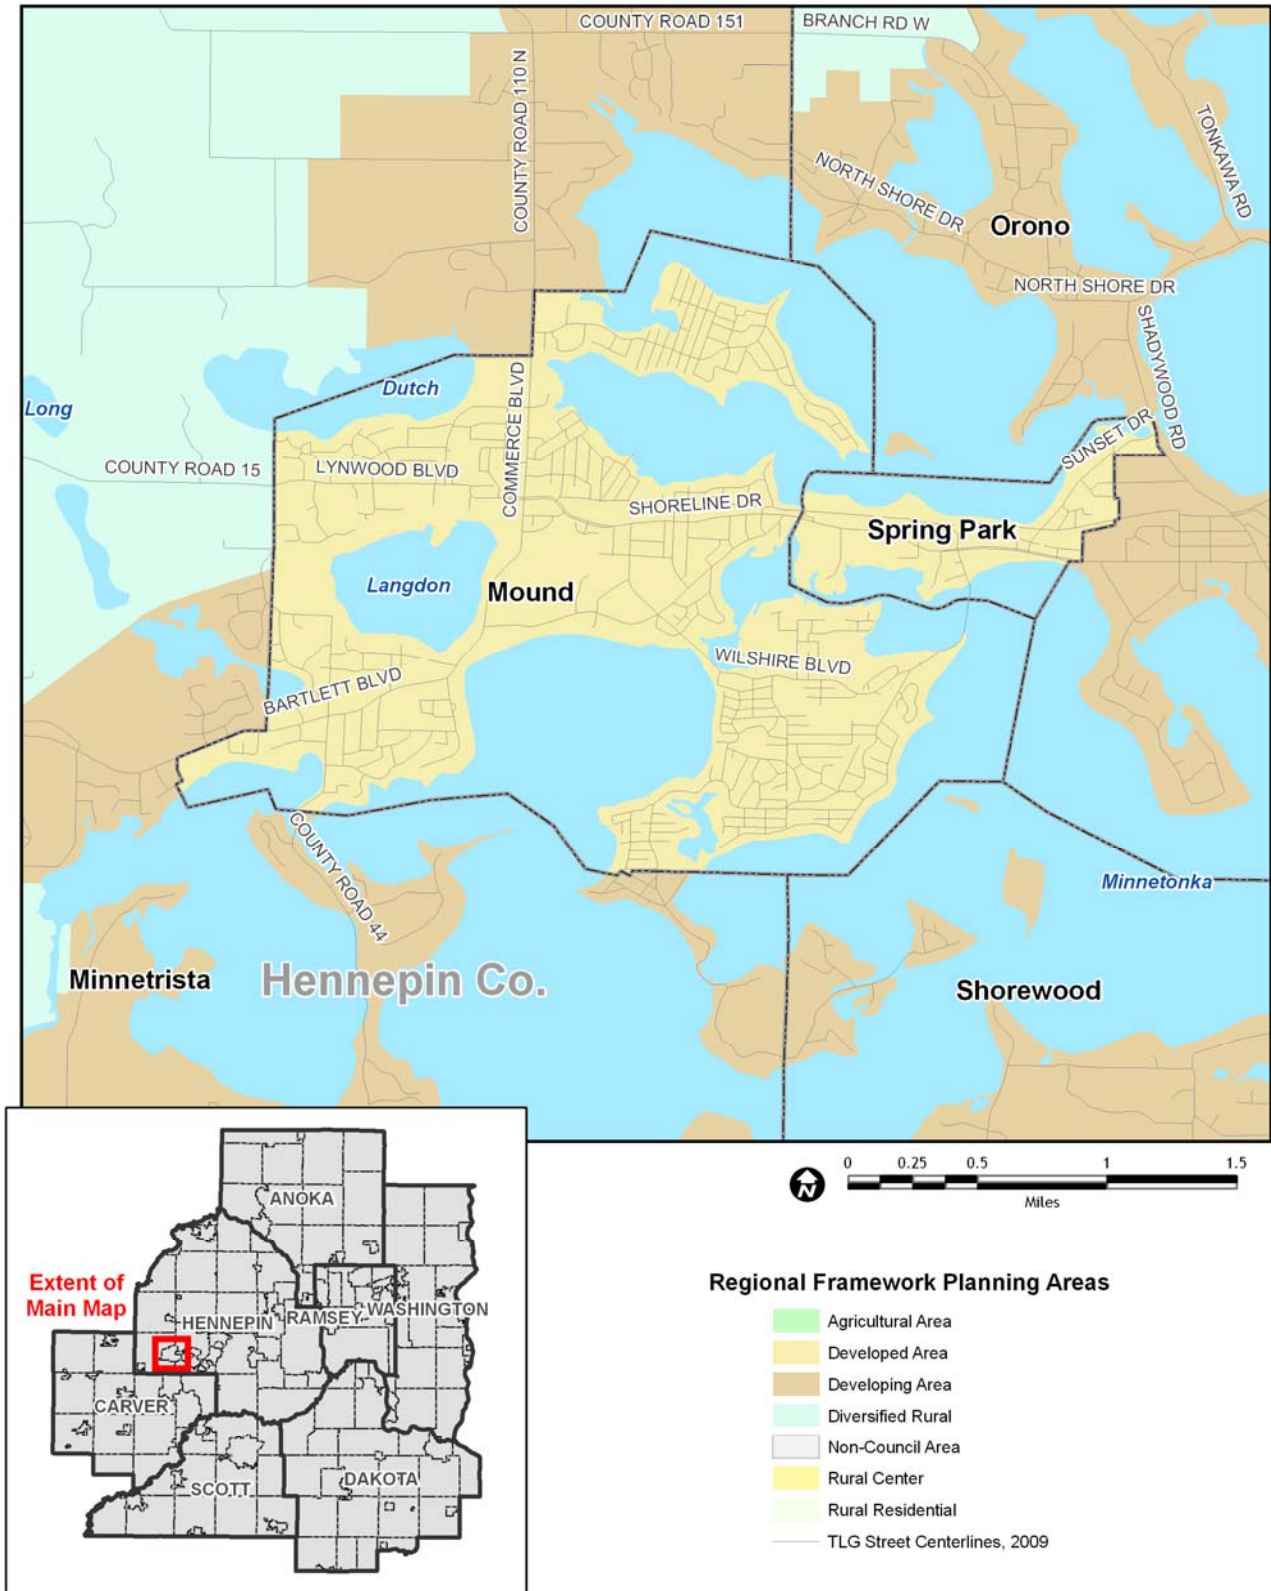 COUNTY ROAD 151
BRANCH RD W
COUNTY ROAD 110 N
TONKAWA RD
NORTH SHORE DR
Orono
NORTH SHORE DR
SHADYWOOD RD
Dutch
Long
COMMERCE BLVD
SUNSET DR
COUNTY ROAD 15
LYNWOOD BLVD
SHORELINE DR
Spring Park
Langdon
Mound
WILSHIRE BLVD
BARTLETT BLVD
COUNTY ROAD 44
Minnetonka
Minnetrista
Hennepin Co.
Shorewood
ANOKA
Extent of
Main Map
HENNEPIN
RAMSEY
WASHINGTON
CARVER
SCOTT
DAKOTA
N
0 0.25 0.5 1 1.5
Miles
Regional Framework Planning Areas
Agricultural Area
Developed Area
Developing Area
Diversified Rural
Non-Council Area
Rural Center
Rural Residential
TLG Street Centerlines, 2009